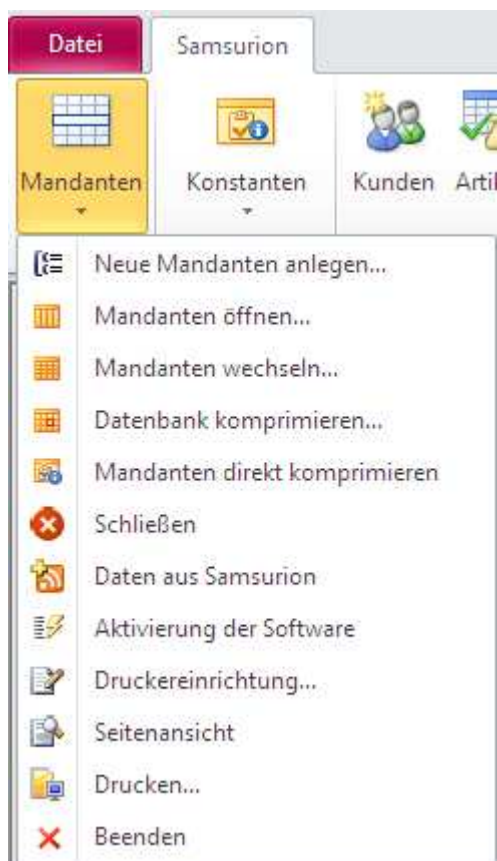 Datei Samsurion
Mandanten Konstanten Kunden
Neue Mandanten anlegen...
Mandanten öffnen...
Mandanten wechseln...
Datenbank komprimieren...
Mandanten direkt komprimieren
Schließen
Daten aus Samsurion
Aktivierung der Software
Druckereinrichtung...
Seitenansicht
Drucken...
Beenden